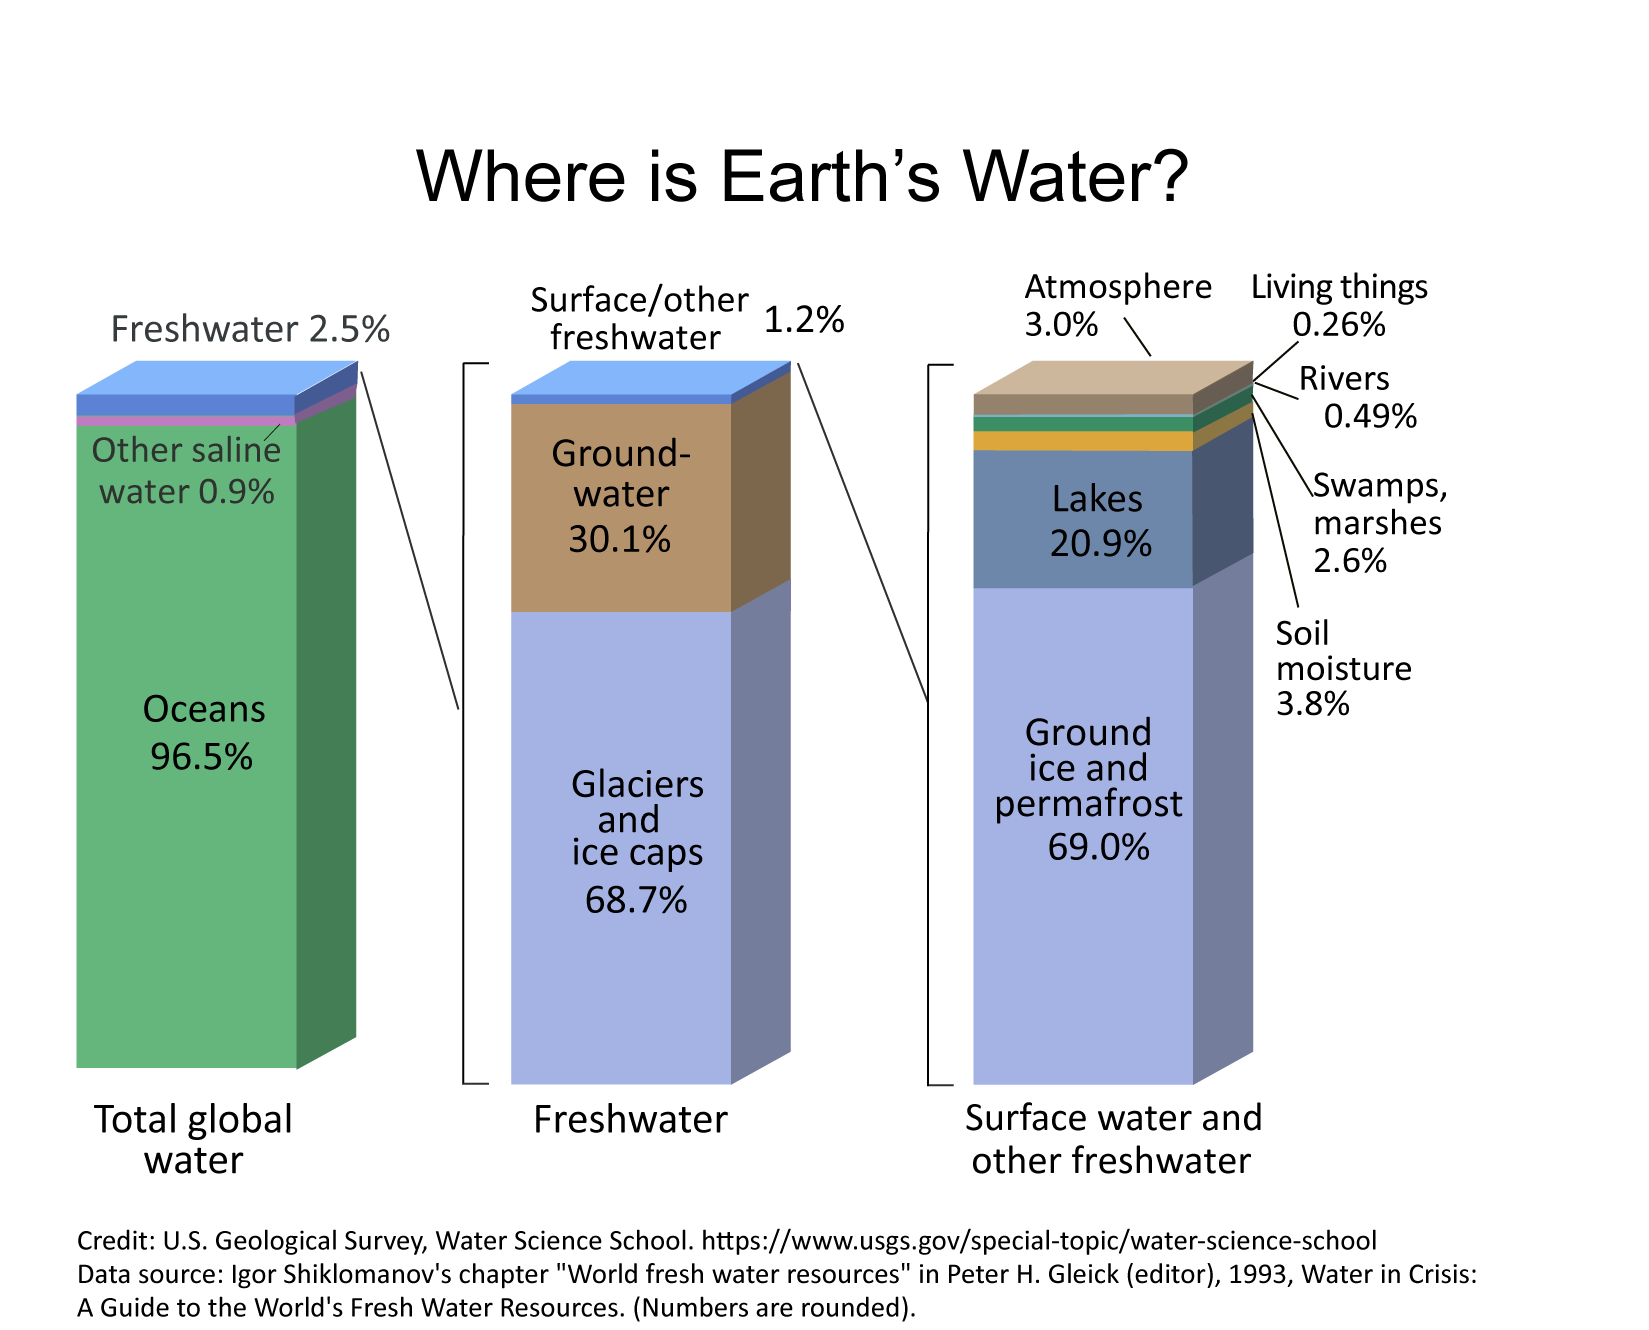 Where is Earth’s Water?
Freshwater 2.5%
Other saline
water 0.9%
Oceans
96.5%
Total global
water
Surface/other
freshwater
1.2%
Ground-
water
30.1%
Glaciers
and
ice caps
68.7%
Freshwater
Atmosphere
3.0%
Living things
0.26%
Rivers
0.49%
Swamps,
marshes
2.6%
Soil
moisture
3.8%
Lakes
20.9%
Ground
ice and
permafrost
69.0%
Surface water and
other freshwater
Credit: U.S. Geological Survey, Water Science School. https://www.usgs.gov/special-topic/water-science-school
Data source: Igor Shiklomanov's chapter "World fresh water resources" in Peter H. Gleick (editor), 1993, Water in Crisis:
A Guide to the World's Fresh Water Resources. (Numbers are rounded).